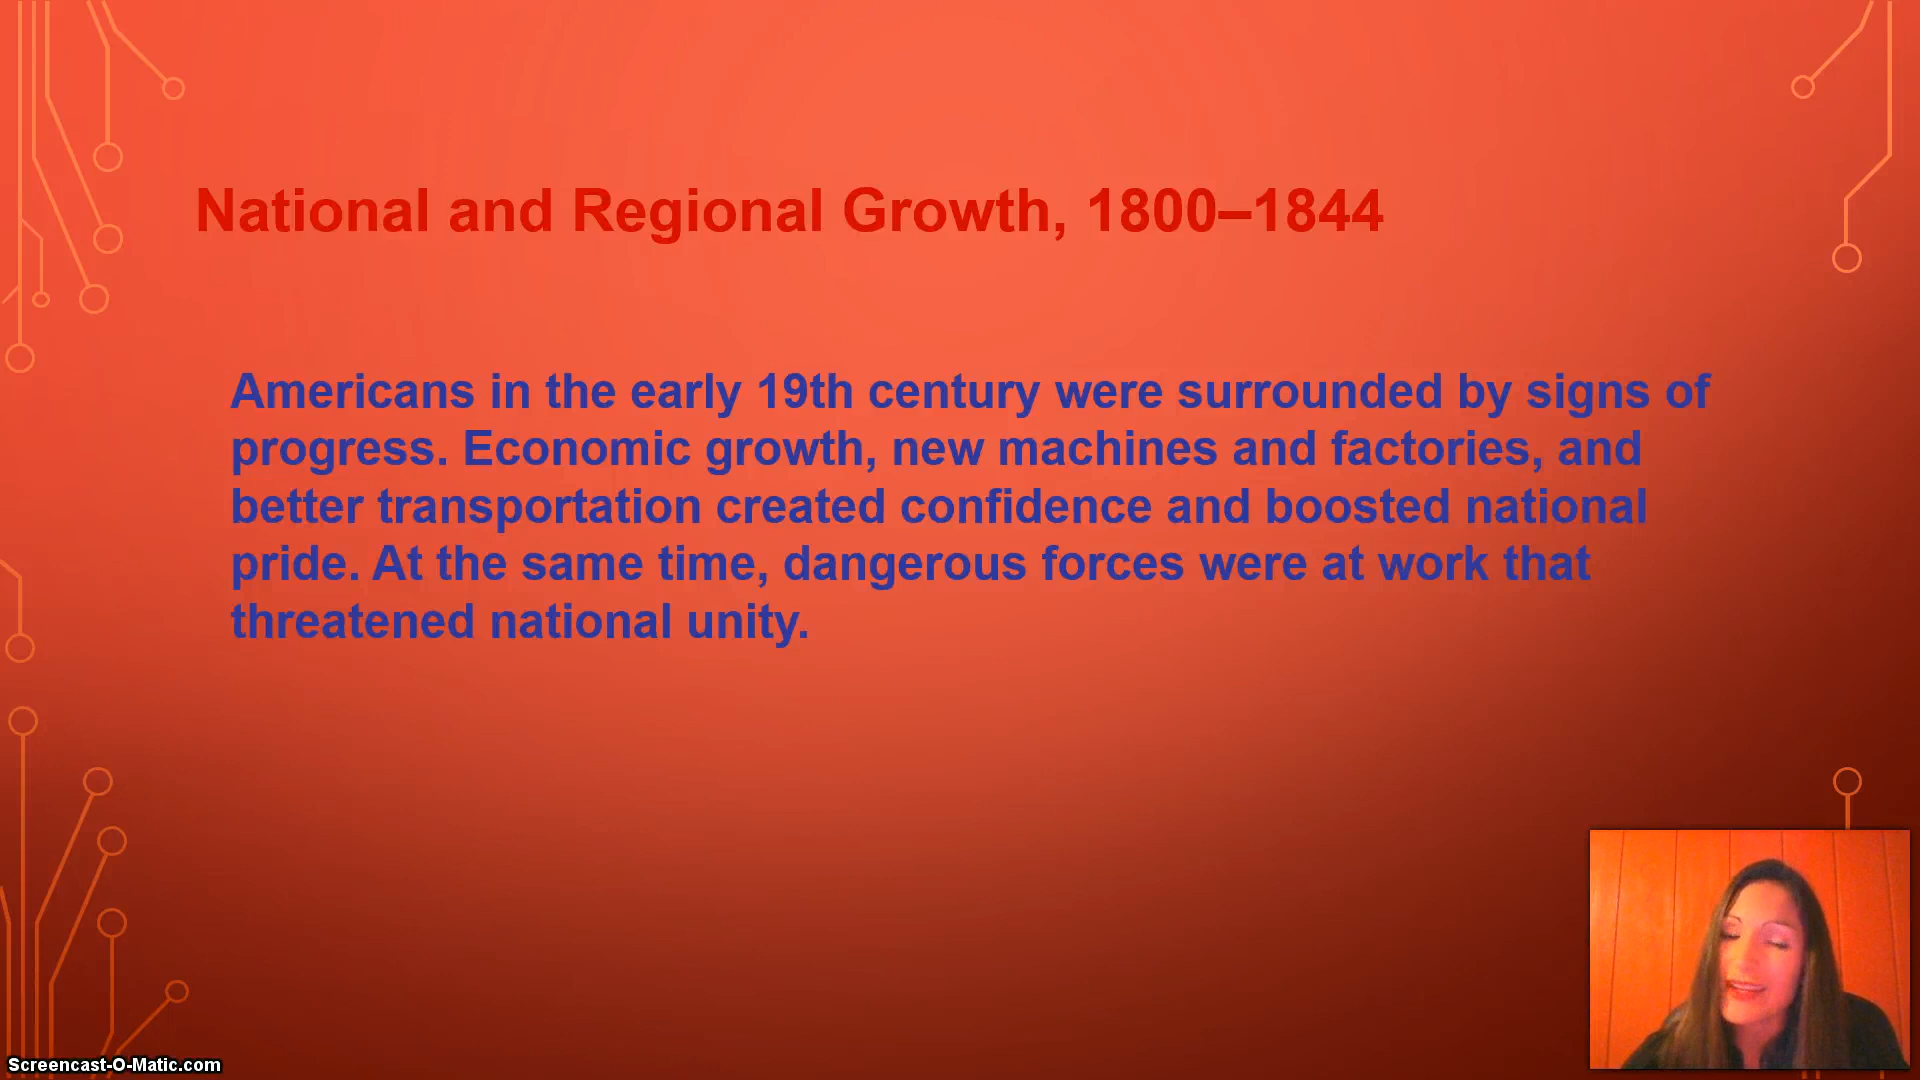 National and Regional Growth, 1800–1844
Americans in the early 19th century were surrounded by signs of
progress. Economic growth, new machines and factories, and
better transportation created confidence and boosted national
pride. At the same time, dangerous forces were at work that
threatened national unity.
Screencast-O-Matic.com